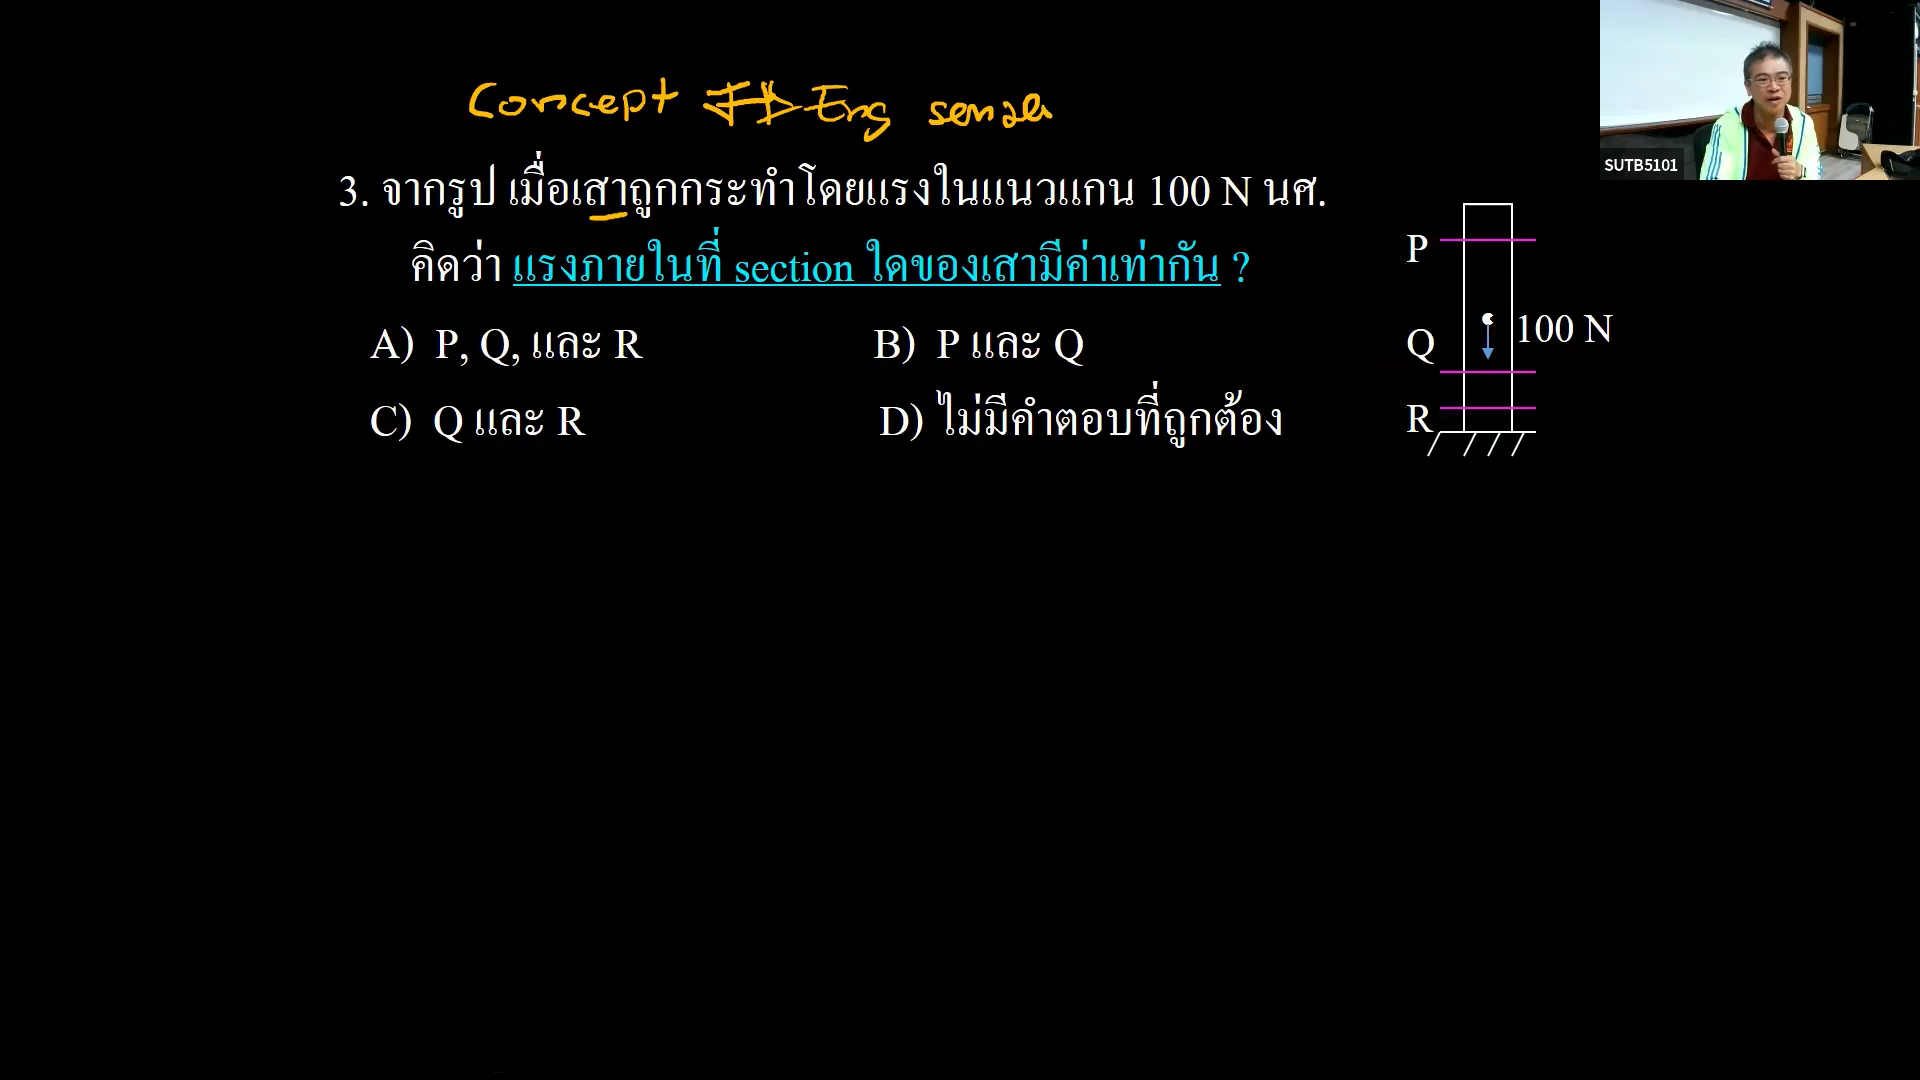 Concept Eng sense
SUTB5101
3. จากรูป เมื่อเสาถูกกระทำโดยแรงในแนวแกน 100 N นศ.
คิดว่า แรงภายในที่ section ใดของเสามีค่าเท่ากัน ?
A) P, Q, และ R
B) P และ Q
C) Q และ R
D) ไม่มีคำตอบที่ถูกต้อง
P
Q
100 N
R